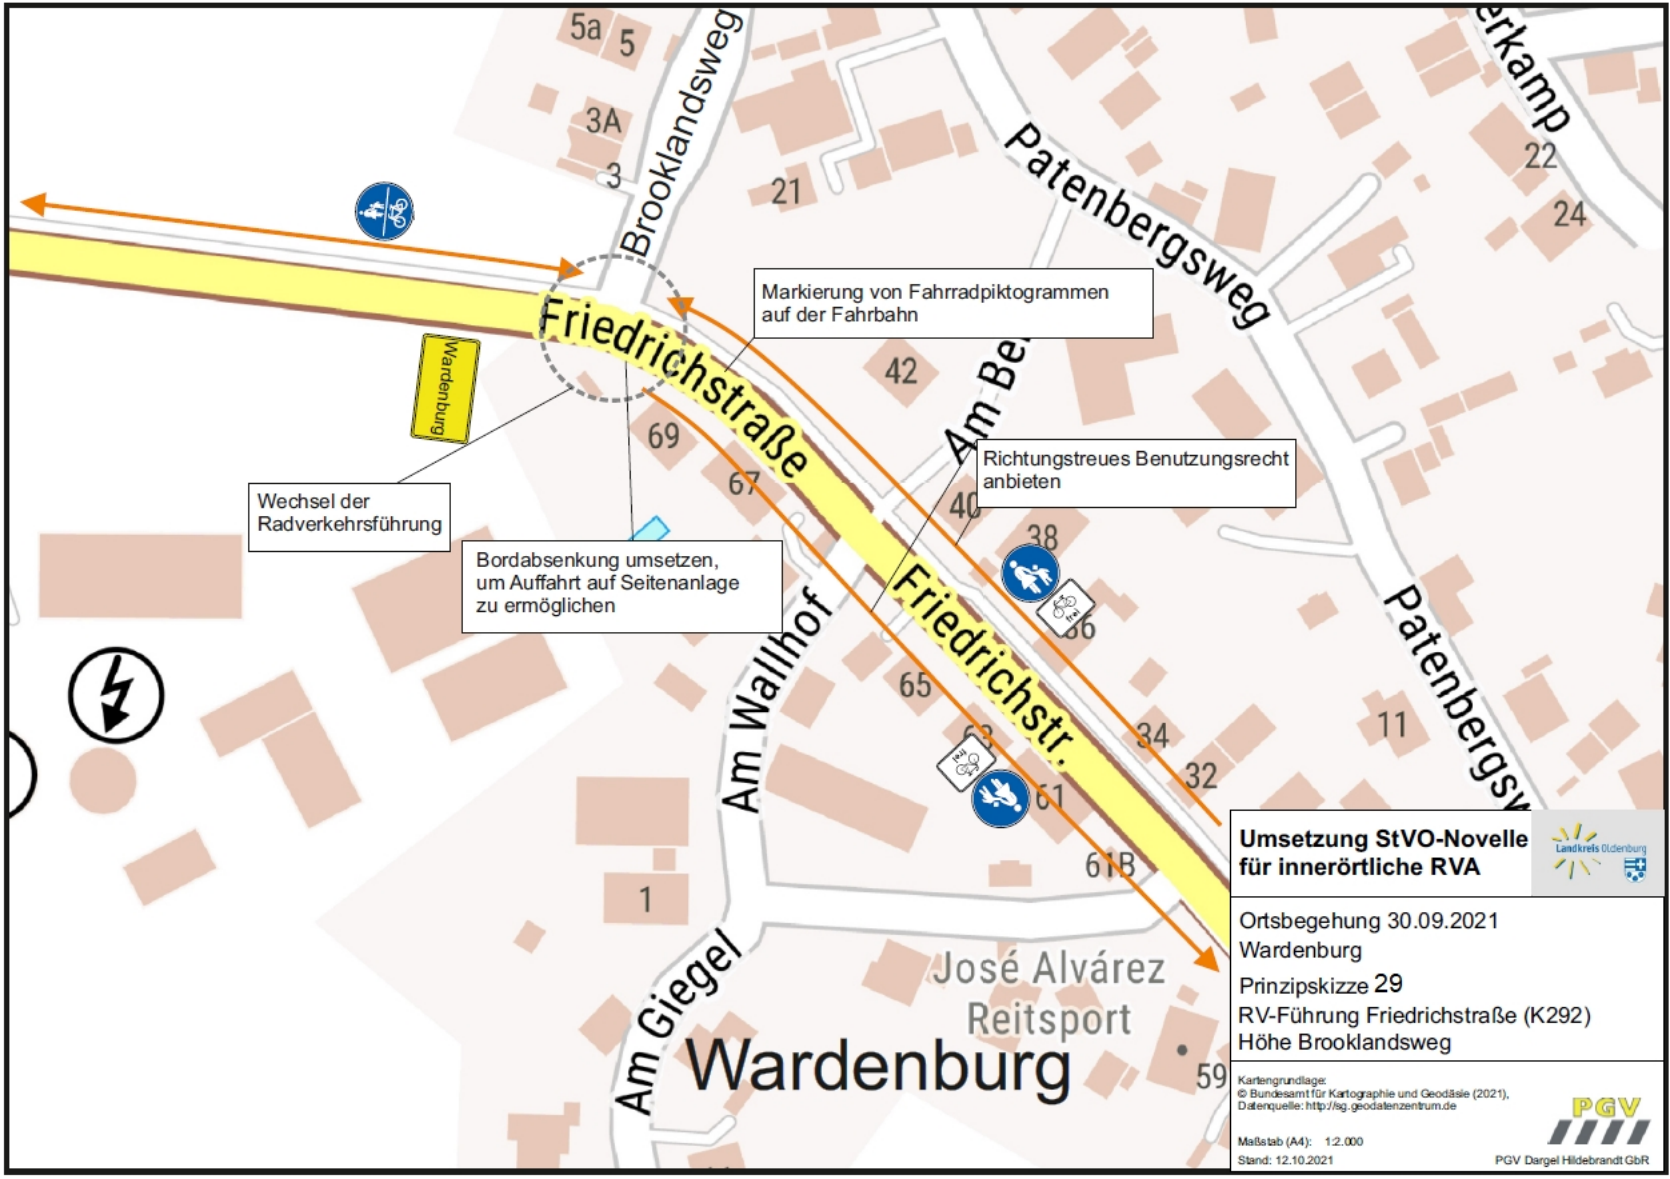 5a
5
3A
3
Brooklandsweg
21
Patenbergsweg
erkamp
22
24
Markierung von Fahrradpiktogrammen
auf der Fahrbahn
Friedrichstraße
Wardenburg
42
Am Be
69
67
Richtungstreues Benutzungsrecht
anbieten
Wechsel der
Radverkehrsführung
40
38
Bordabsenkung umsetzen,
um Auffahrt auf Seitenanlage
zu ermöglichen
frei
36
Friedrichstr.
Patenbergsw
Am Wallhof
65
63
frei
61
34
32
11
61B
1
Am Giegel
José Alvárez
Reitsport
Wardenburg
59
Umsetzung StVO-Novelle
für innerörtliche RVA
Landkreis Oldenburg
Ortsbegehung 30.09.2021
Wardenburg
Prinzipskizze 29
RV-Führung Friedrichstraße (K292)
Höhe Brooklandsweg
Kartengrundlage:
© Bundesamt für Kartographie und Geodäsie (2021),
Datenquelle: http://sg.geodatenzentrum.de
Maßstab (A4): 1:2.000
Stand: 12.10.2021
PGV
PGV Dargel Hildebrandt GbR